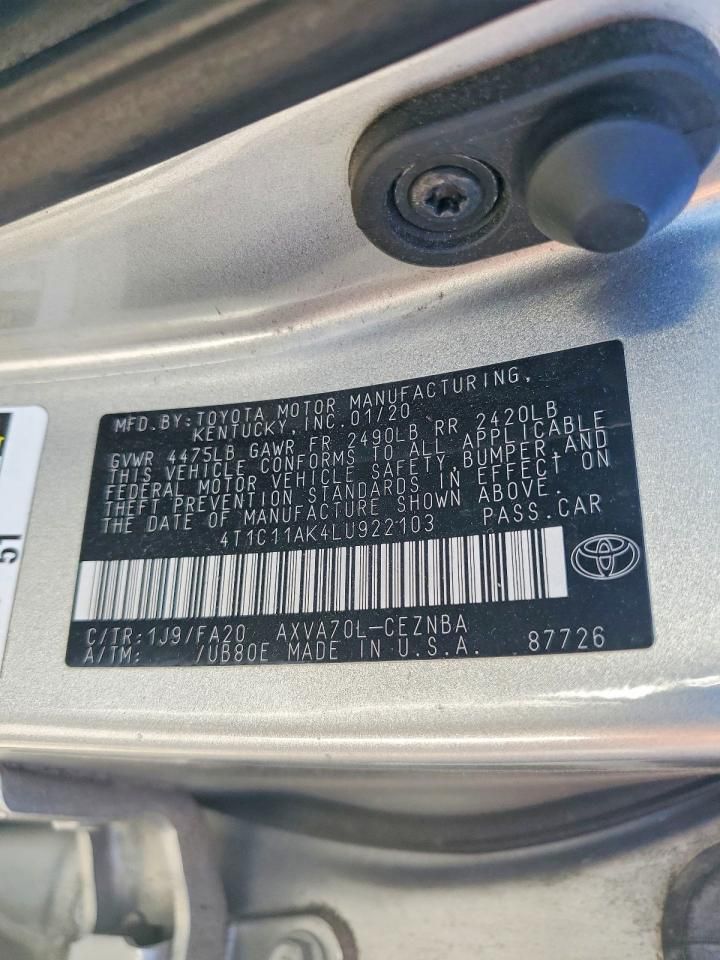 MFD.BY:TOYOTA MOTOR MANUFACTURING,
KENTUCKY,INC.01/20
GVWR 4475LB GAWR FR 2490LB RR 2420LB
THIS VEHICLE CONFORMS TO ALL APPLICABLE
FEDERAL MOTOR VEHICLE SAFETY,BUMPER,AND
THEFT PREVENTION STANDARDS IN EFFECT ON
THE DATE OF MANUFACTURE SHOWN ABOVE.
4T1C11AK4LU922103 PASS.CAR
C/TR:1J9/FA20 AXVA70L-CEZNBA
A/TM: /UB80E MADE IN U.S.A. 87726